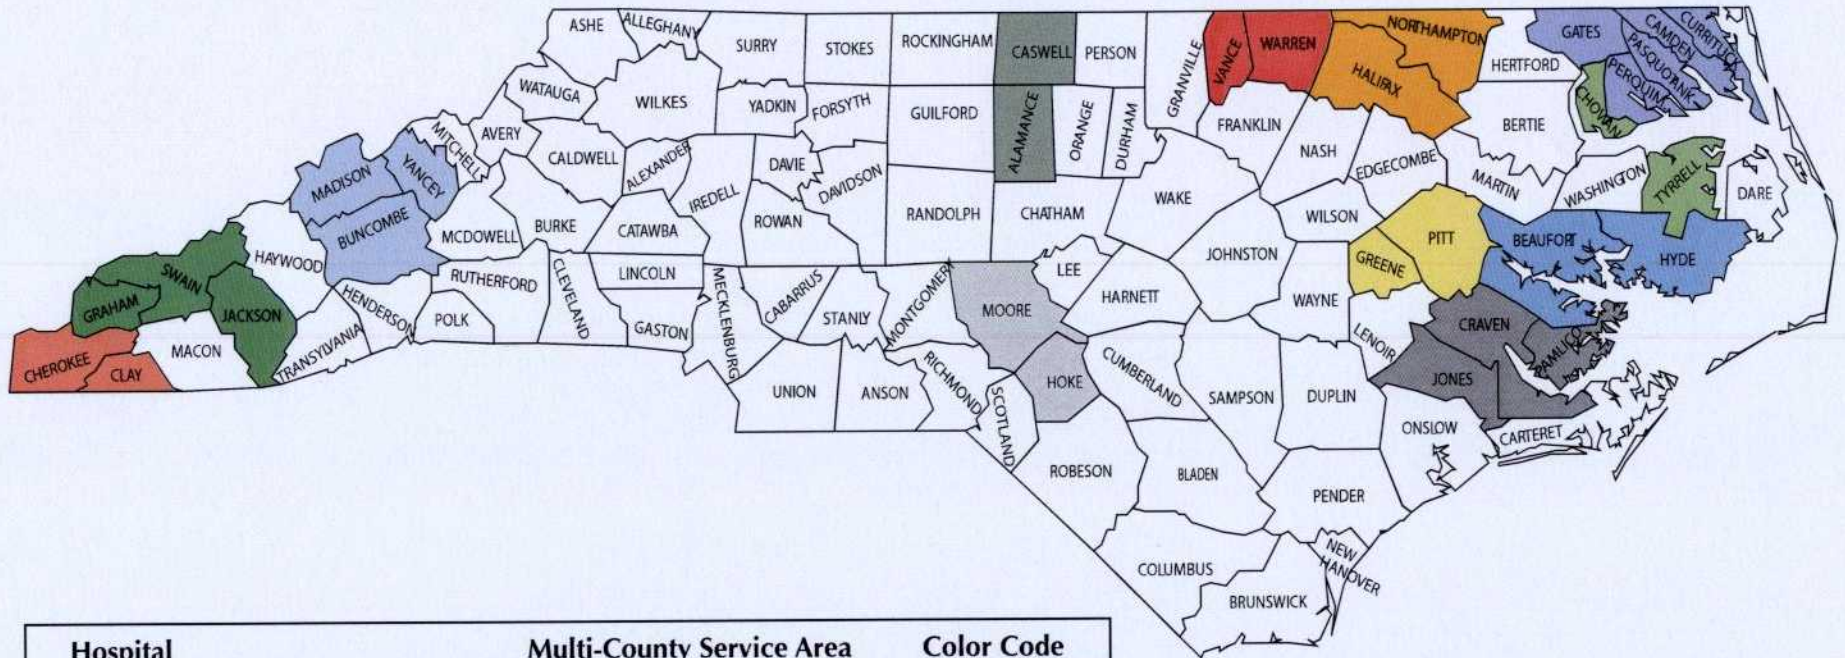 ASHE
ALLEGHANY
SURRY
STOKES
ROCKINGHAM
CASWELL
PERSON
GRANVILLE
VANCE
WARREN
NORTHAMPTON
HALIFAX
HERTFORD
GATES
CAMDEN
CURRITUCK
PASQUOTANK
PERQUIM
CHOWAN
WATAUGA
WILKES
YADKIN
FORSYTH
GUILFORD
ALAMANCE
ORANGE
DURHAM
FRANKLIN
NASH
EDGECOMBE
BERTIE
MARTIN
WASHINGTON
TYRRELL
DARE
MITCHELL
AVERY
CALDWELL
ALEXANDER
IREDELL
DAVIE
DAVIDSON
RANDOLPH
CHATHAM
WAKE
WILSON
JOHNSTON
GREENE
PITT
BEAUFORT
HYDE
MADISON
YANCEY
BUNCOMBE
MCDOWELL
BURKE
CATAWBA
ROWAN
HAYWOOD
SWAIN
GRAHAM
JACKSON
CHEROKEE
CLAY
MACON
TRANSYLVANIA
HENDERSON
RUTHERFORD
POLK
CLEVELAND
LINCOLN
GASTON
MECKLENBURG
CABARRUS
STANLY
MONTGOMERY
MOORE
LEE
HARNETT
WAYNE
LENOIR
CRAVEN
PAMLICO
JONES
UNION
ANSON
RICHMOND
SCOTLAND
HOKE
CUMBERLAND
SAMPSON
DUPLIN
ONSLOW
CARTERET
ROBESON
BLADEN
PENDER
COLUMBUS
BRUNSWICK
NEW
HANOVER
Hospital Multi-County Service Area Color Code